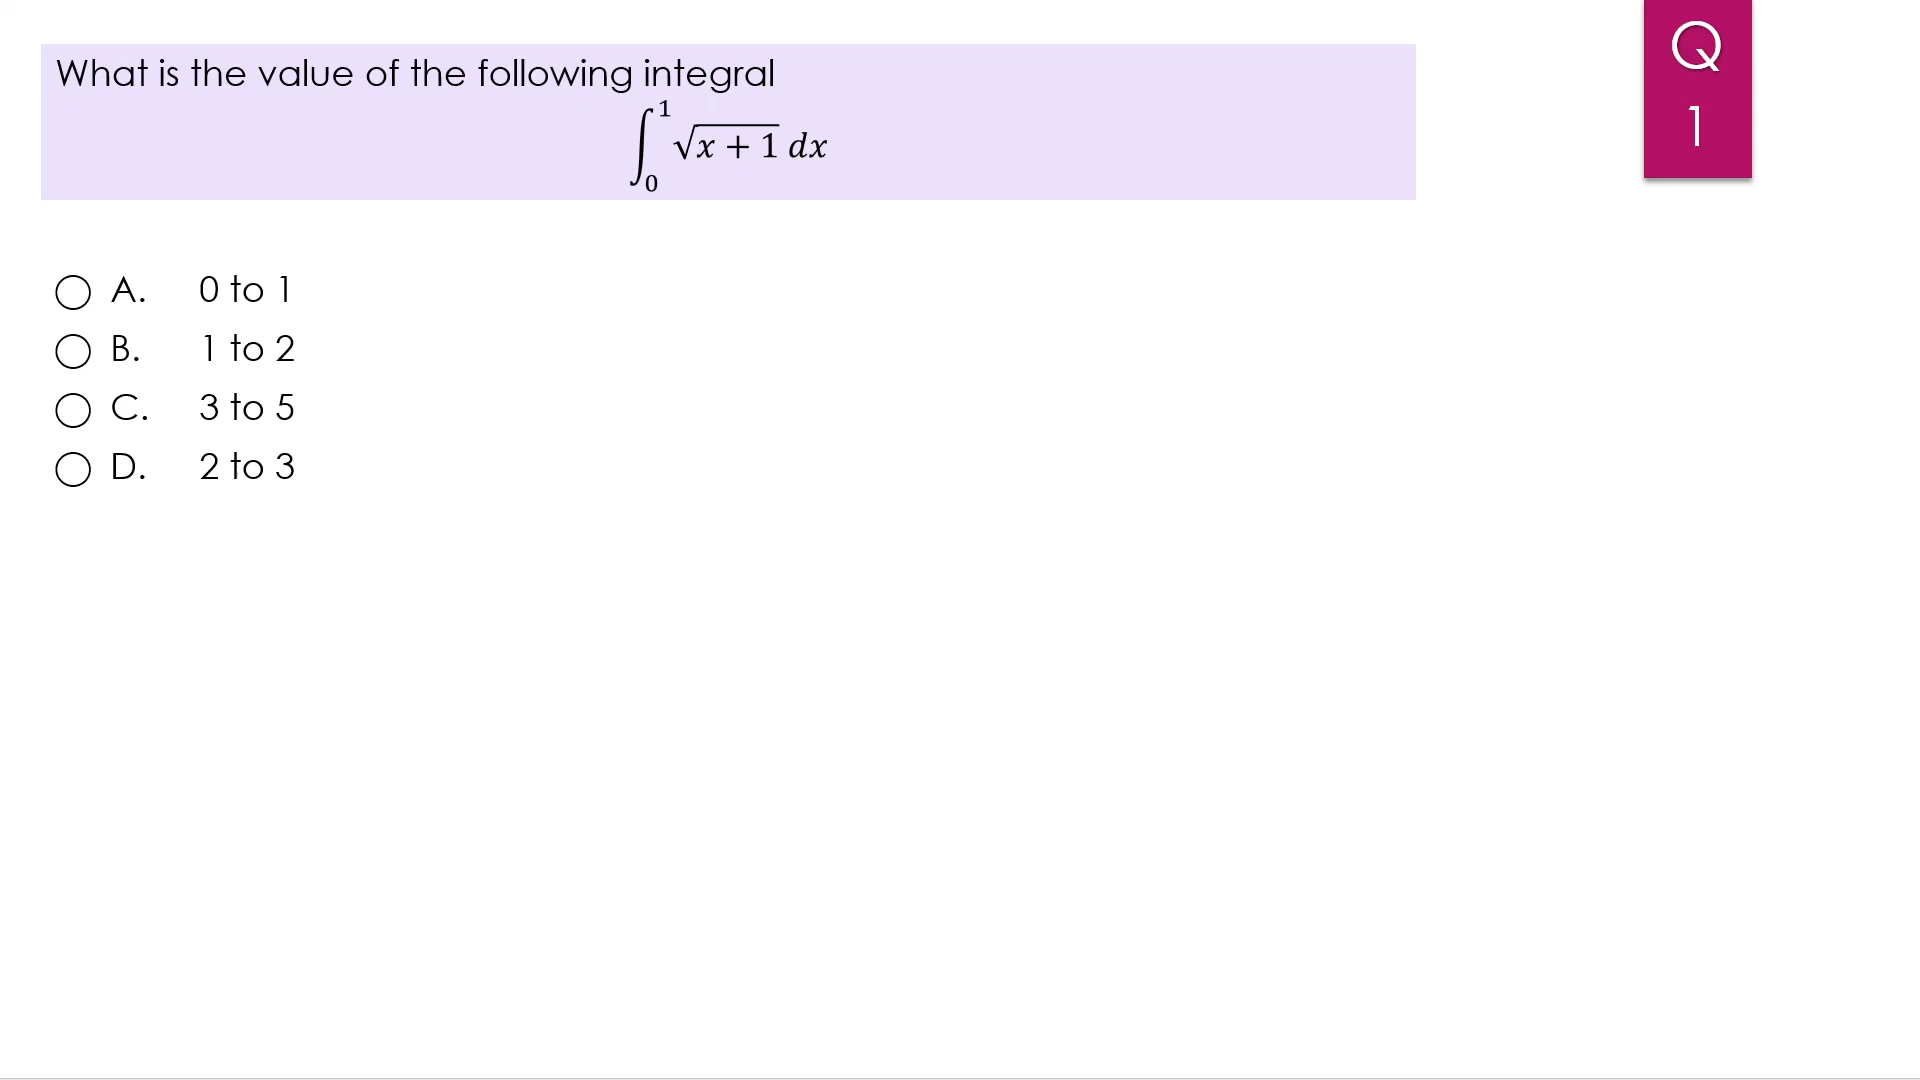 What is the value of the following integral
∫₀¹ √(x + 1) dx
Q
1
A. 0 to 1
B. 1 to 2
C. 3 to 5
D. 2 to 3